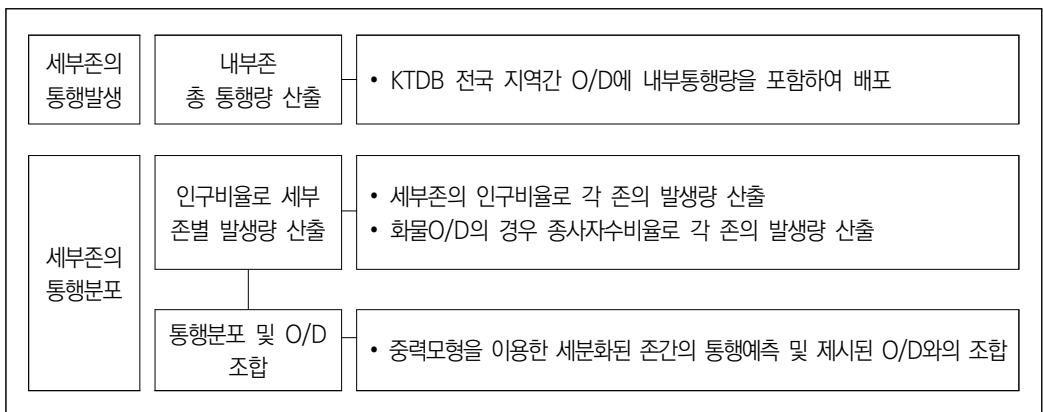 세부존의
통행발생
내부존
총 통행량 산출
• KTDB 전국 지역간 O/D에 내부통행량을 포함하여 배포
세부존의
통행분포
인구비율로 세부
존별 발생량 산출
• 세부존의 인구비율로 각 존의 발생량 산출
• 화물O/D의 경우 종사자수비율로 각 존의 발생량 산출
통행분포 및 O/D
조합
• 중력모형을 이용한 세분화된 존간의 통행예측 및 제시된 O/D와의 조합